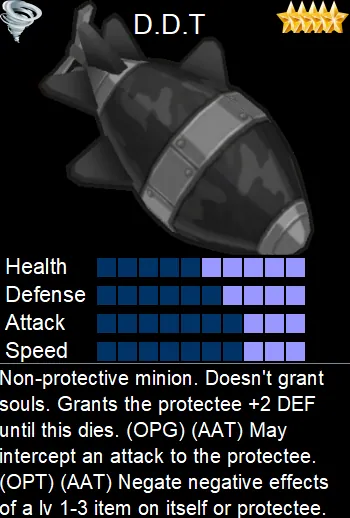 D.D.T
Health
Defense
Attack
Speed
Non-protective minion. Doesn't grant
souls. Grants the protectee +2 DEF
until this dies. (OPG) (AAT) May
intercept an attack to the protectee.
(OPT) (AAT) Negate negative effects
of a lv 1-3 item on itself or protectee.